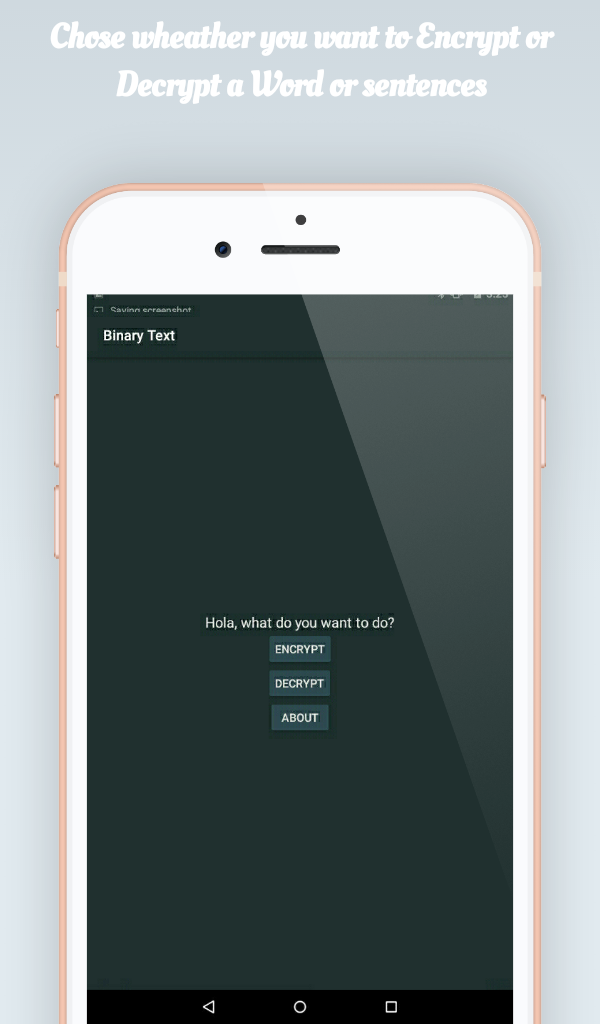 Chose wheather you want to Encrypt or
Decrypt a Word or sentences
Saving screenshot
Binary Text
Hola, what do you want to do?
ENCRYPT
DECRYPT
ABOUT